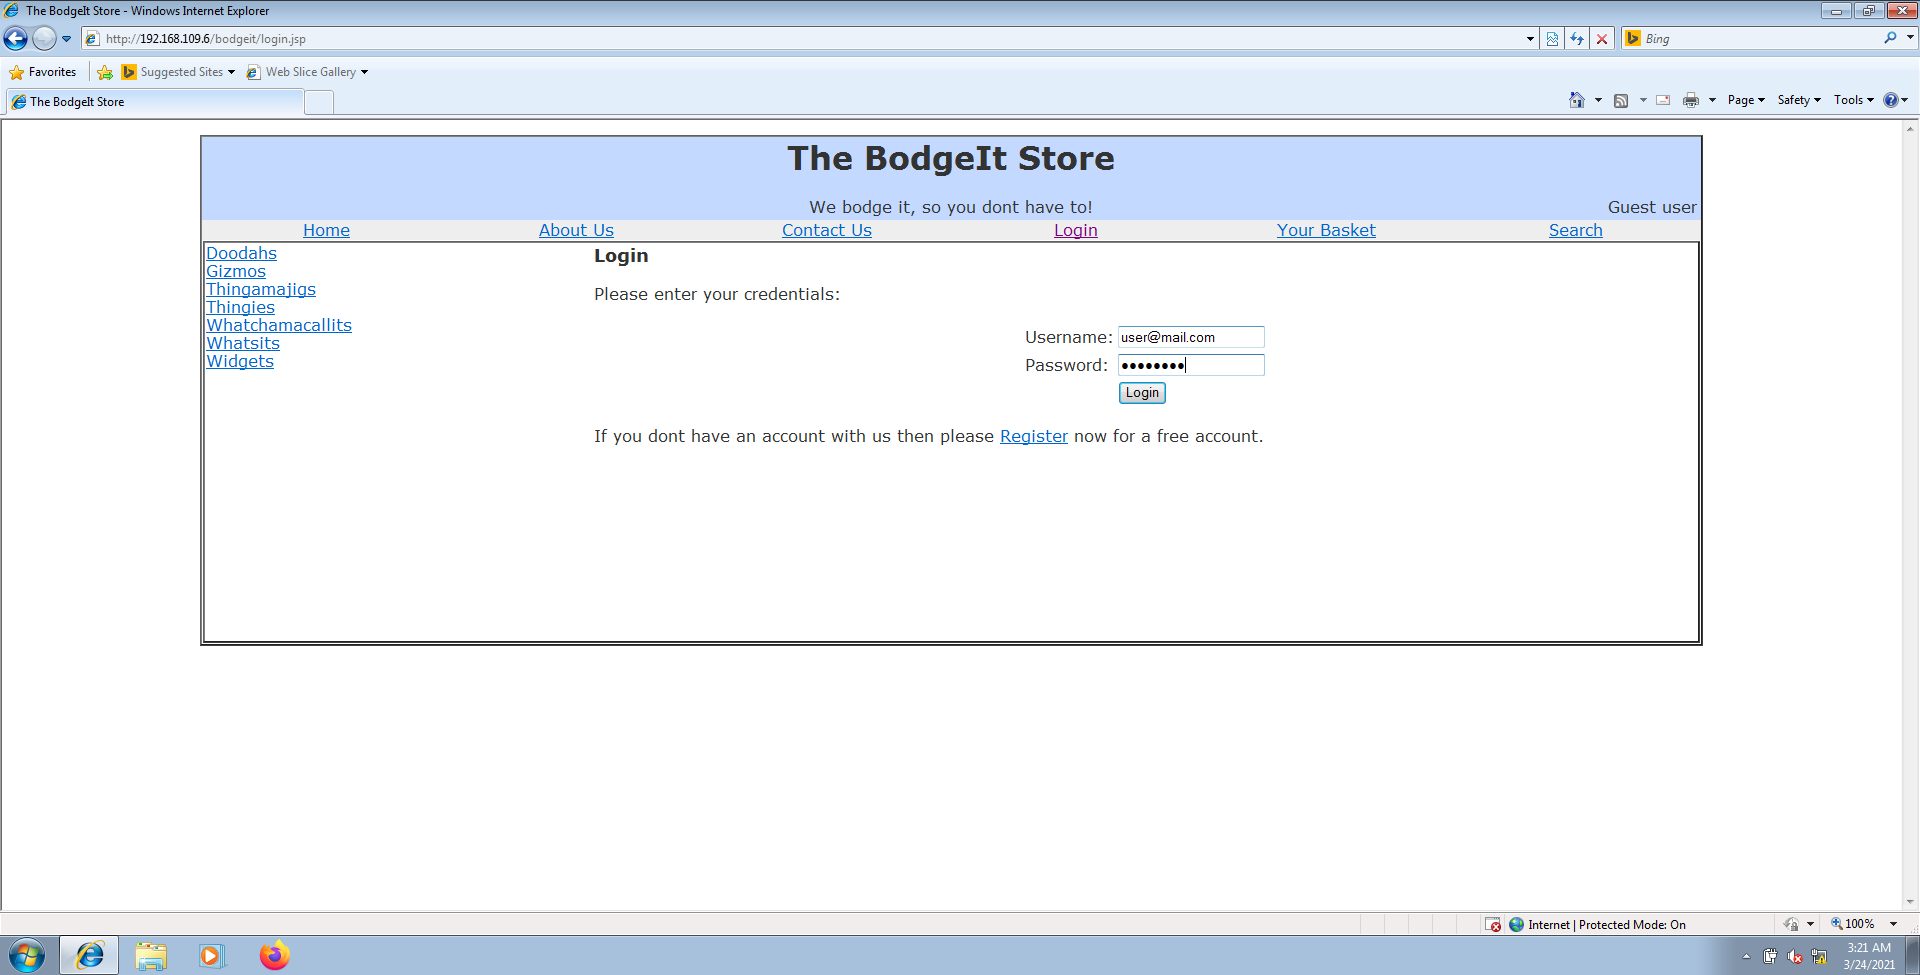 The BodgeIt Store - Windows Internet Explorer
http://192.168.109.6/bodgeit/login.jsp
Bing
Favorites
Suggested Sites
Web Slice Gallery
The BodgeIt Store
Page
Safety
Tools
The BodgeIt Store
We bodge it, so you dont have to!
Guest user
Home
About Us
Contact Us
Login
Your Basket
Search
Doodahs
Gizmos
Thingamajigs
Thingies
Whatchamacallits
Whatsits
Widgets
Login
Please enter your credentials:
Username: user@mail.com
Password: ●●●●●●●●
Login
If you dont have an account with us then please Register now for a free account.
Internet | Protected Mode: On
100%
3:21 AM
3/24/2021